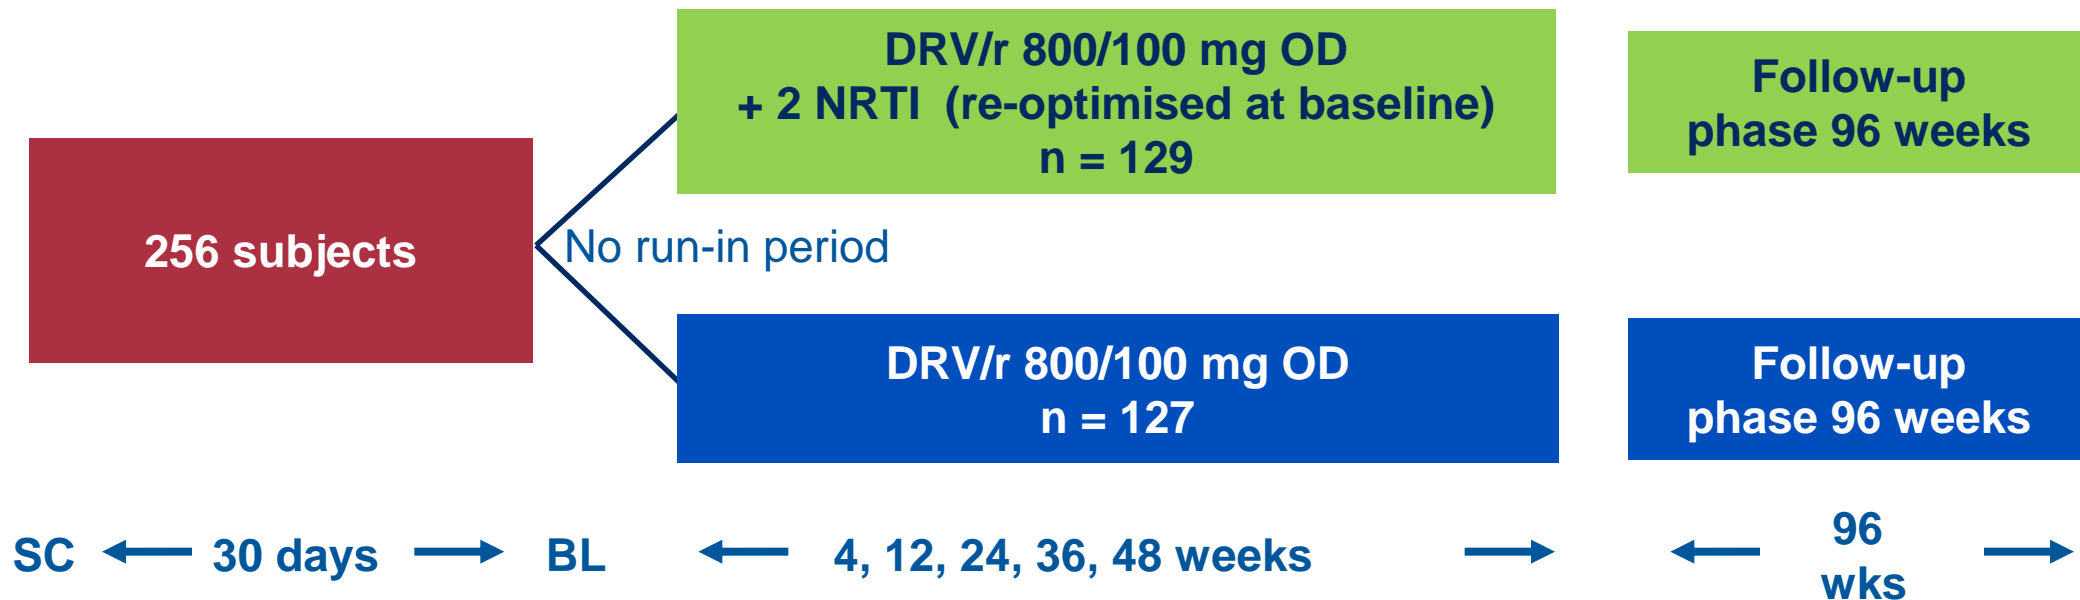 256 subjects
No run-in period
DRV/r 800/100 mg OD
+ 2 NRTI (re-optimised at baseline)
n = 129
Follow-up
phase 96 weeks
DRV/r 800/100 mg OD
n = 127
Follow-up
phase 96 weeks
SC
30 days
BL
4, 12, 24, 36, 48 weeks
96
wks